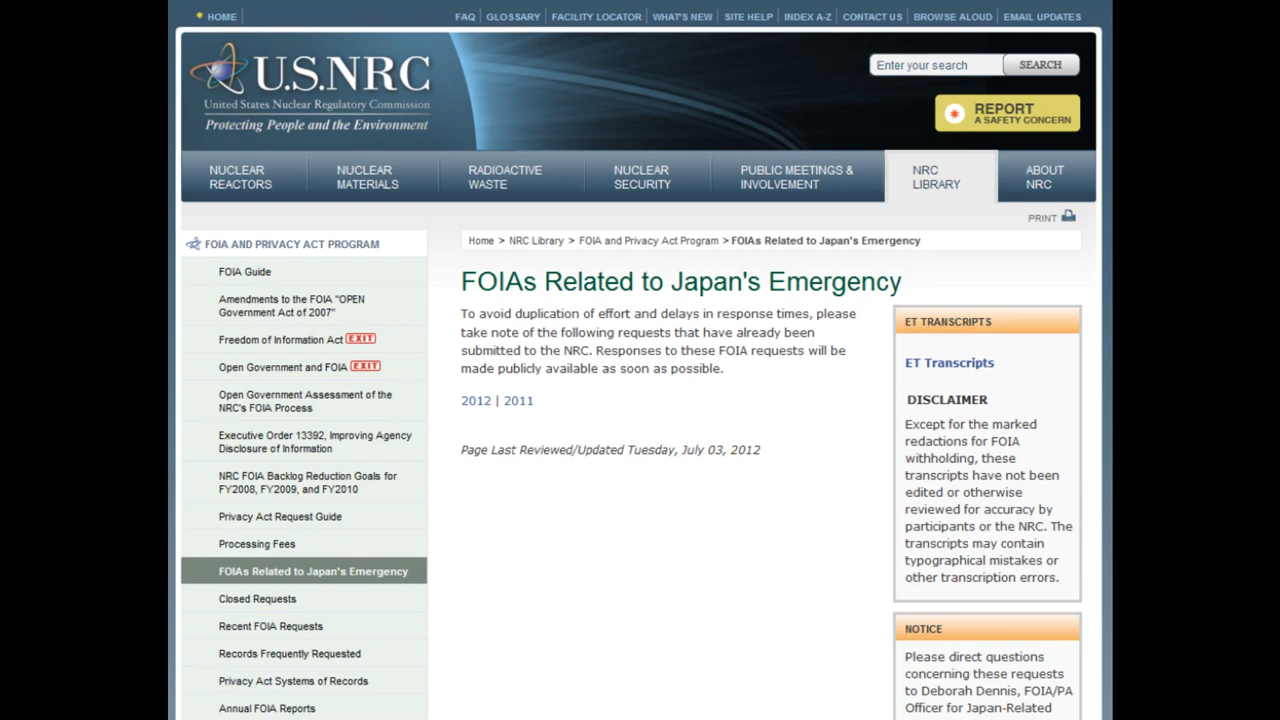 HOME
FAQ
GLOSSARY
FACILITY LOCATOR
WHAT'S NEW
SITE HELP
INDEX A-Z
CONTACT US
BROWSE ALOUD
EMAIL UPDATES
U.S.NRC
United States Nuclear Regulatory Commission
Protecting People and the Environment
Enter your search
SEARCH
REPORT
A SAFETY CONCERN
NUCLEAR
REACTORS
NUCLEAR
MATERIALS
RADIOACTIVE
WASTE
NUCLEAR
SECURITY
PUBLIC MEETINGS &
INVOLVEMENT
NRC
LIBRARY
ABOUT
NRC
PRINT
FOIA AND PRIVACY ACT PROGRAM
FOIA Guide
Amendments to the FOIA "OPEN
Government Act of 2007"
Freedom of Information Act EXIT
Open Government and FOIA EXIT
Open Government Assessment of the
NRC's FOIA Process
Executive Order 13392, Improving Agency
Disclosure of Information
NRC FOIA Backlog Reduction Goals for
FY2008, FY2009, and FY2010
Privacy Act Request Guide
Processing Fees
FOIAs Related to Japan's Emergency
Closed Requests
Recent FOIA Requests
Records Frequently Requested
Privacy Act Systems of Records
Annual FOIA Reports
Home > NRC Library > FOIA and Privacy Act Program > FOIAs Related to Japan's Emergency
FOIAs Related to Japan's Emergency
To avoid duplication of effort and delays in response times, please
take note of the following requests that have already been
submitted to the NRC. Responses to these FOIA requests will be
made publicly available as soon as possible.
2012 | 2011
Page Last Reviewed/Updated Tuesday, July 03, 2012
ET TRANSCRIPTS
ET Transcripts
DISCLAIMER
Except for the marked
redactions for FOIA
withholding, these
transcripts have not been
edited or otherwise
reviewed for accuracy by
participants or the NRC. The
transcripts may contain
typographical mistakes or
other transcription errors.
NOTICE
Please direct questions
concerning these requests
to Deborah Dennis, FOIA/PA
Officer for Japan-Related